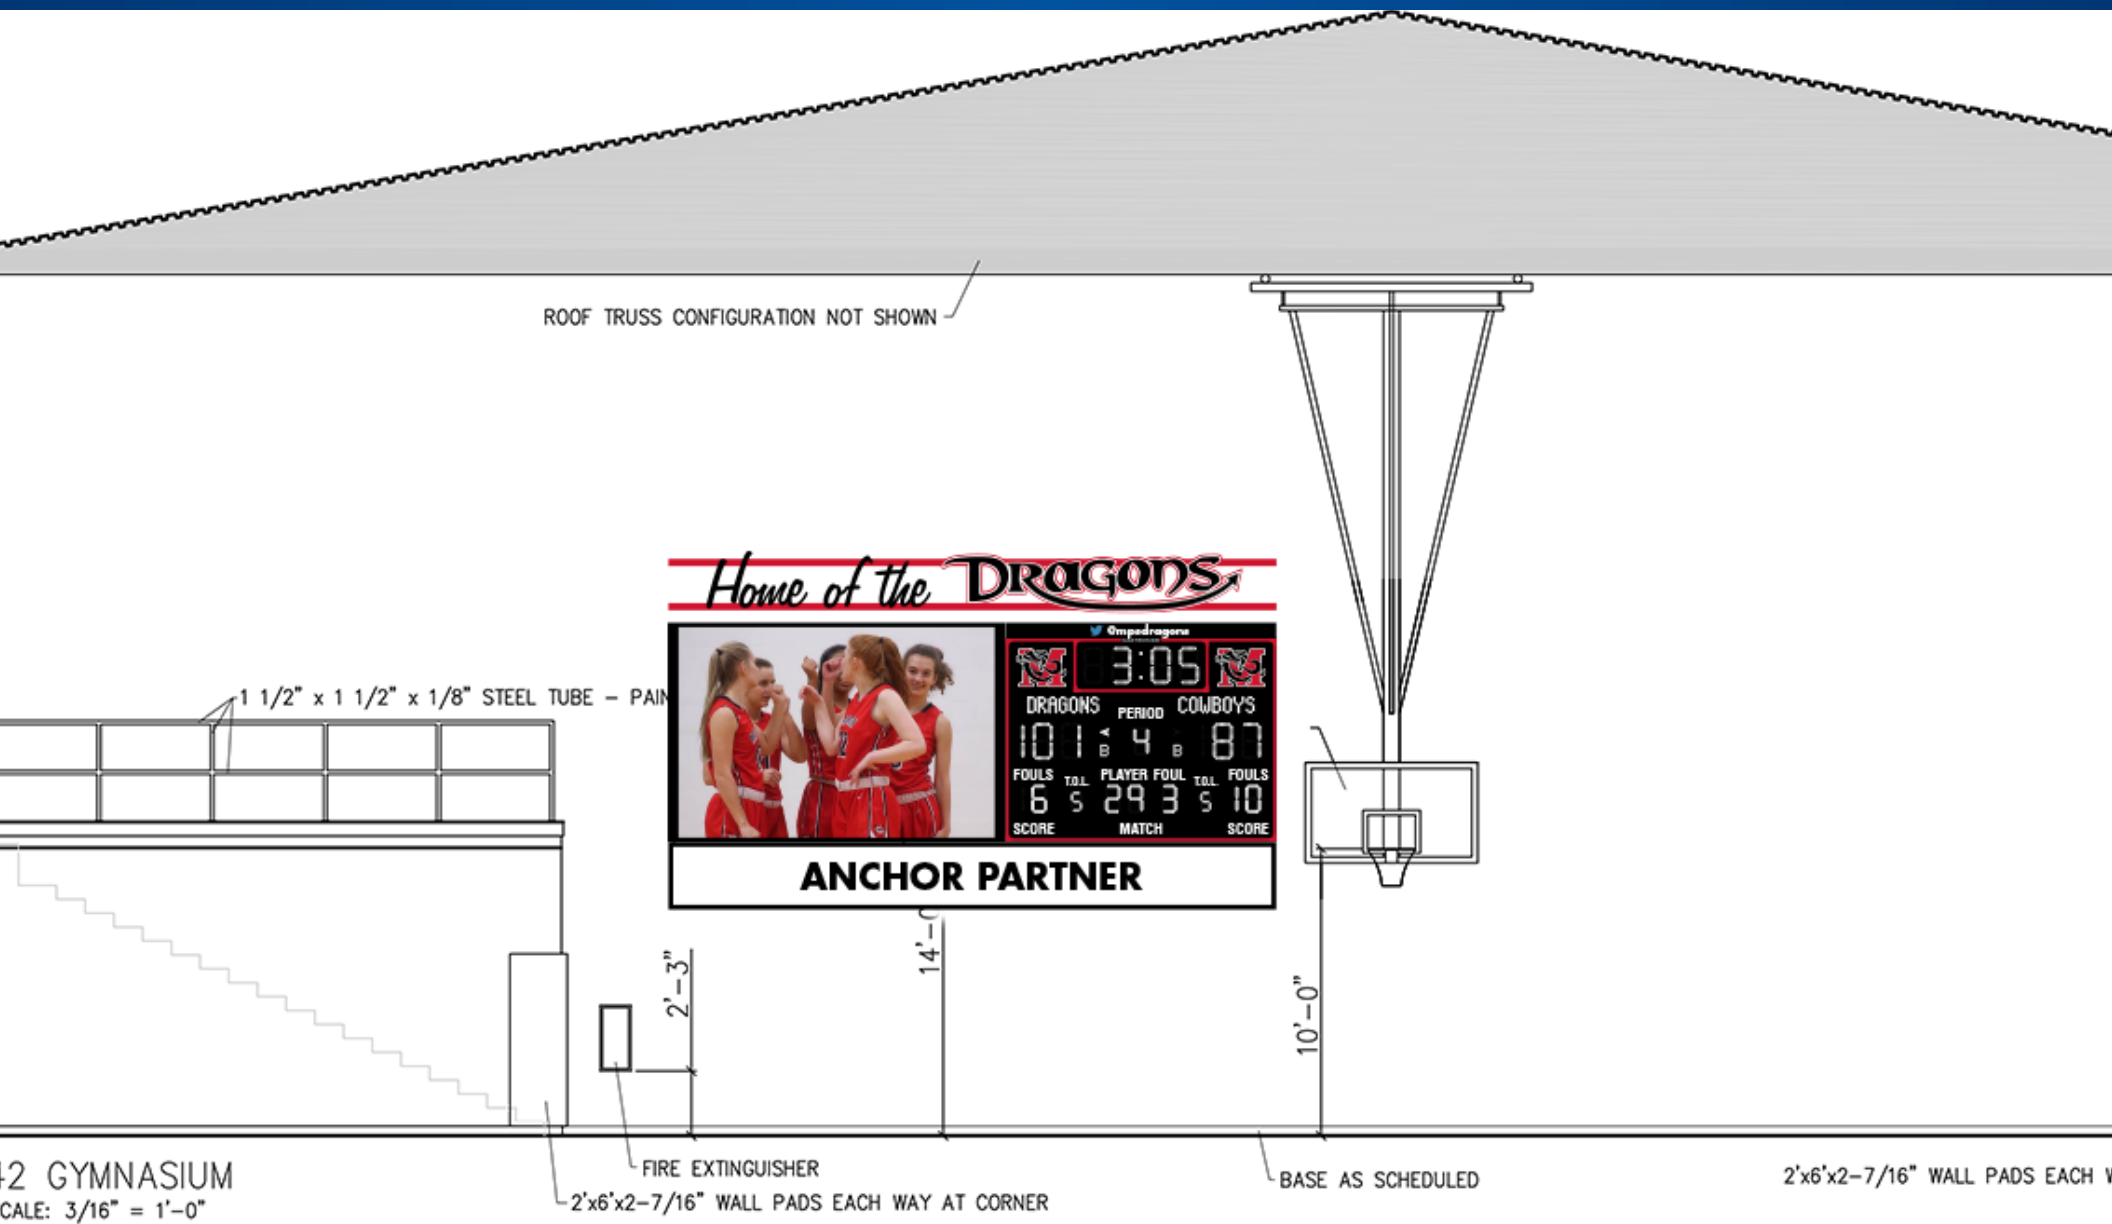 ROOF TRUSS CONFIGURATION NOT SHOWN
Home of the DRAGONS
@mpsdragons
3:05
M M
DRAGONS PERIOD COWBOYS
101 B 4 B 87
FOULS T.O.L. PLAYER FOUL T.O.L. FOULS
6 5 29 3 5 10
SCORE MATCH SCORE
ANCHOR PARTNER
1 1/2" x 1 1/2" x 1/8" STEEL TUBE – PAIN
14'–0
2'–3"
10'–0"
FIRE EXTINGUISHER
2'x6'x2–7/16" WALL PADS EACH WAY AT CORNER
BASE AS SCHEDULED
2'x6'x2–7/16" WALL PADS EACH W
42 GYMNASIUM
CALE: 3/16" = 1'–0"